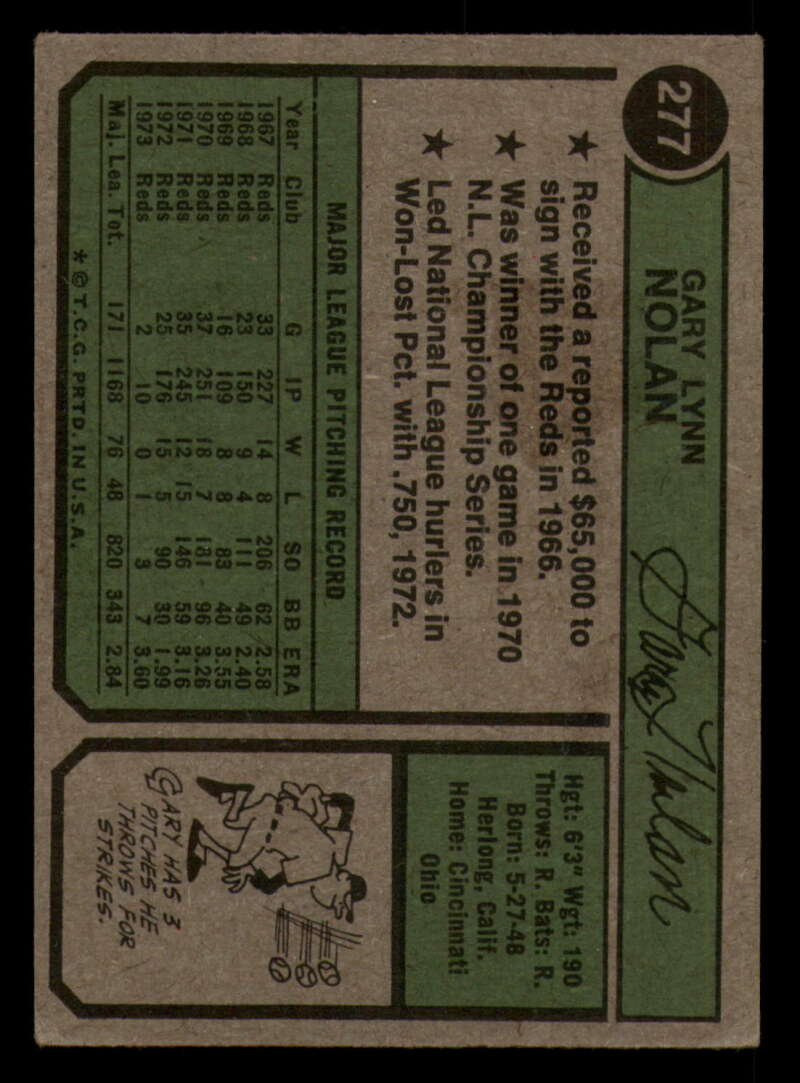 277
GARY LYNN
NOLAN
Gary Nolan
★ Received a reported $65,000 to
sign with the Reds in 1966.
★ Was winner of one game in 1970
N.L. Championship Series.
★ Led National League hurlers in
Won-Lost Pct. with .750, 1972.
MAJOR LEAGUE PITCHING RECORD
Year Club G IP W L SO BB ERA
1967 Reds 33 227 14 8 206 62 2.58
1968 Reds 23 150 9 4 111 49 2.40
1969 Reds 16 109 8 8 83 40 3.55
1970 Reds 37 251 18 7 181 96 3.26
1971 Reds 35 245 12 15 146 59 3.16
1972 Reds 25 176 15 5 90 30 1.99
1973 Reds 2 10 0 1 3 7 3.60
Maj. Lea. Tot. 171 1168 76 48 820 343 2.84
* © T.C.G. PRTD. IN U.S.A.
Hgt: 6'3" Wgt: 190
Throws: R. Bats: R.
Born: 5-27-48
Herlong, Calif.
Home: Cincinnati
Ohio
GARY HAS 3
PITCHES HE
THROWS FOR
STRIKES.